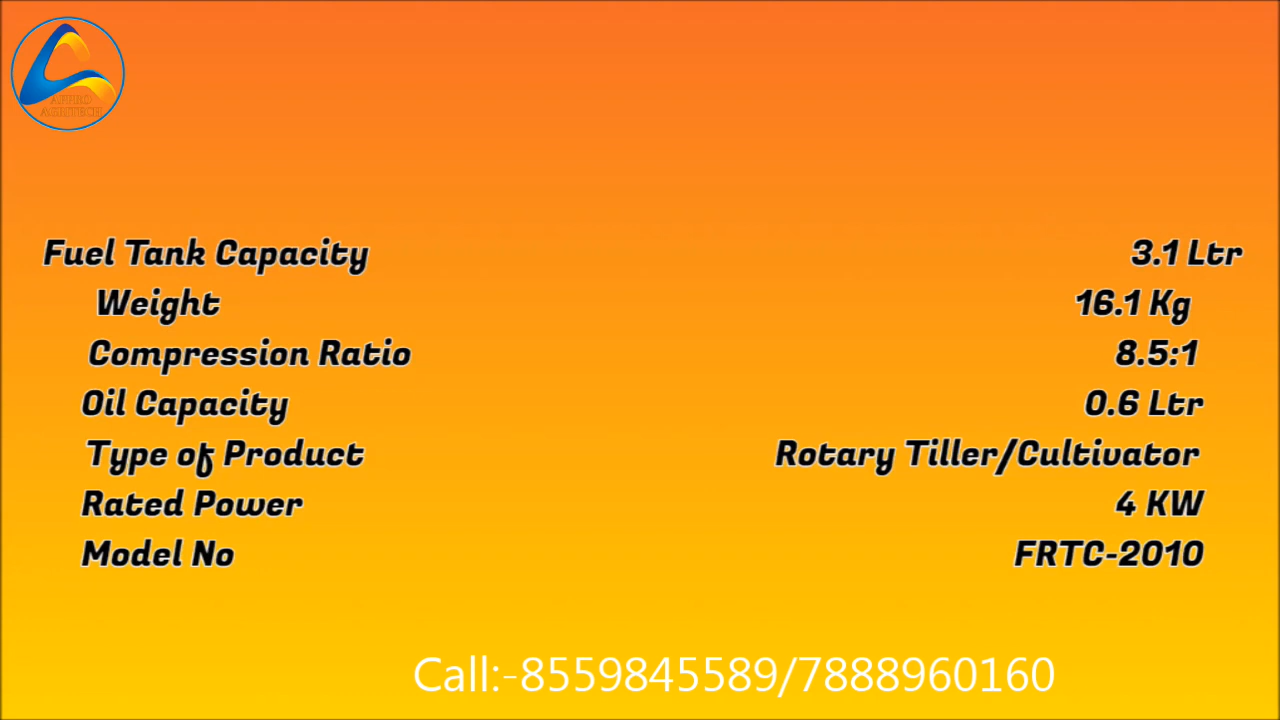 AGRITECH
Fuel Tank Capacity 3.1 Ltr
Weight 16.1 Kg
Compression Ratio 8.5:1
Oil Capacity 0.6 Ltr
Type of Product Rotary Tiller/Cultivator
Rated Power 4 KW
Model No FRTC-2010
Call:-8559845589/7888960160